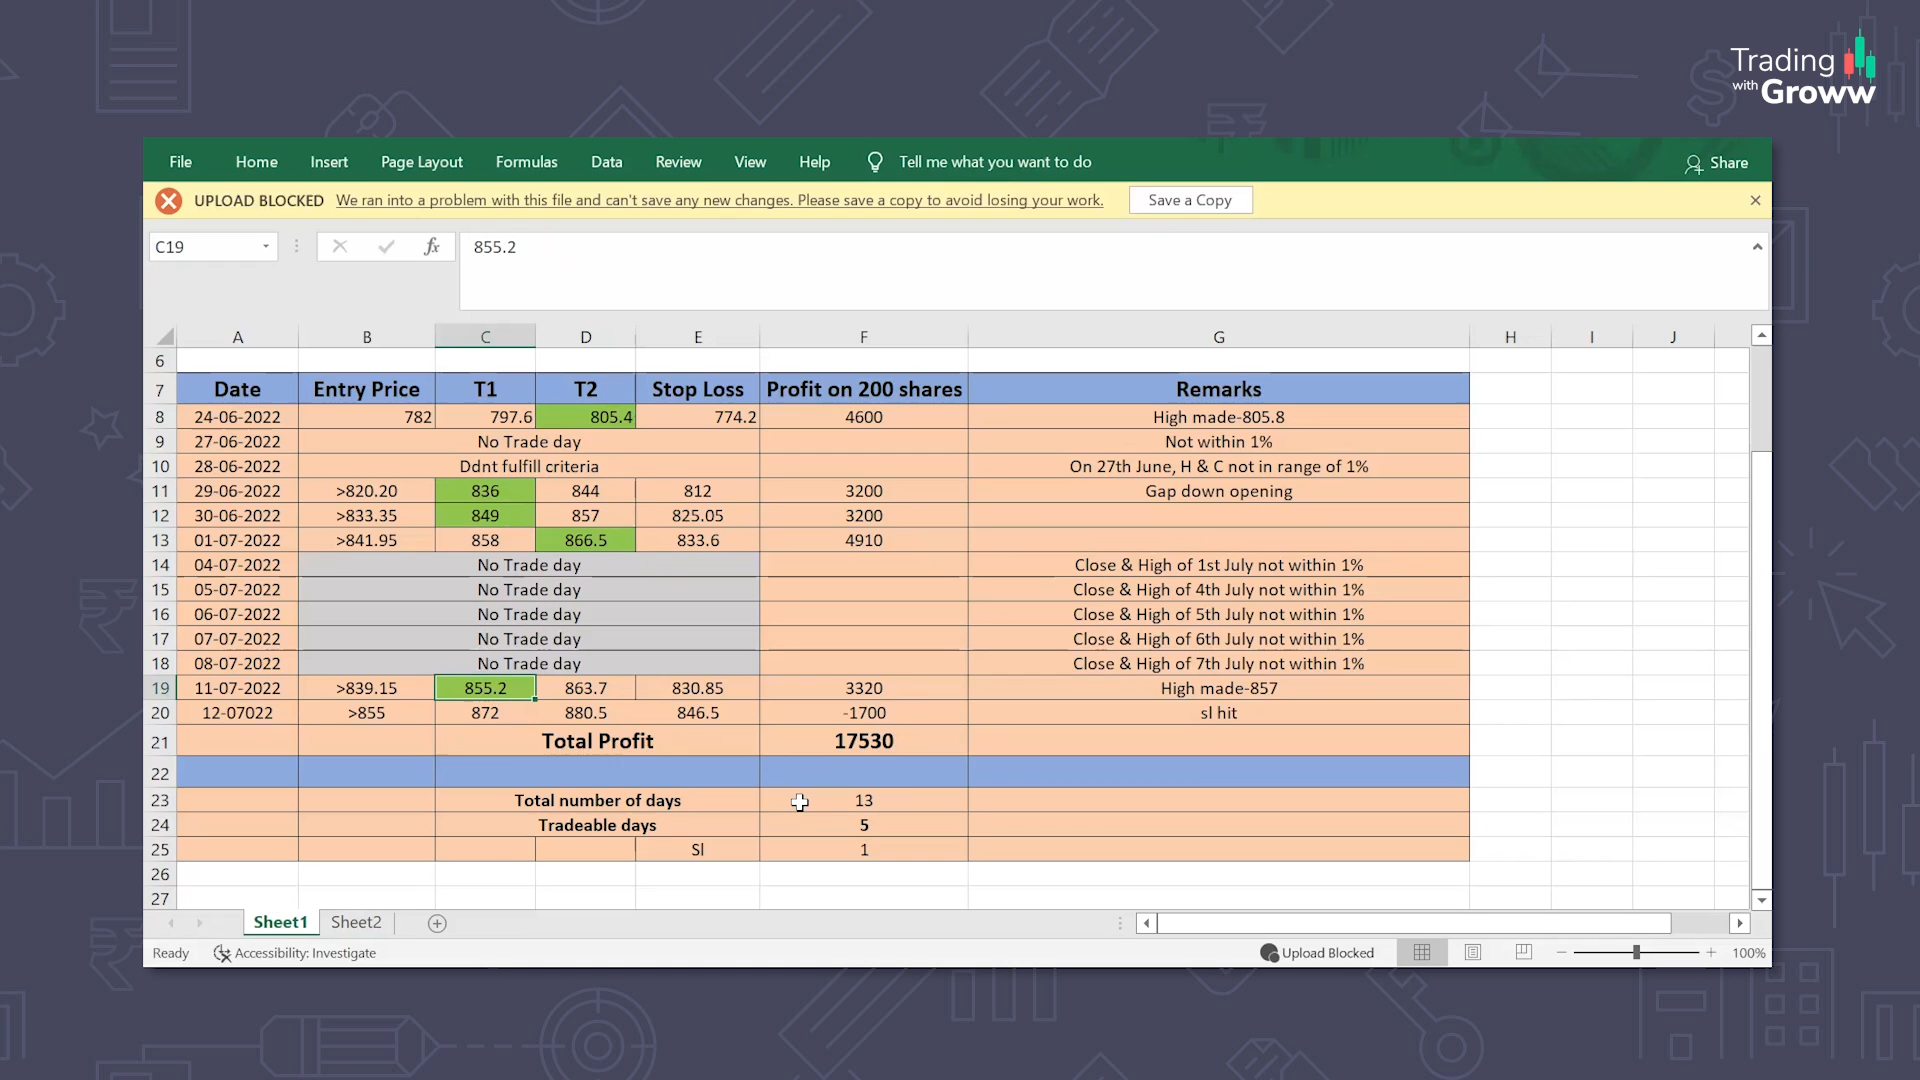 Trading
with Groww
File Home Insert Page Layout Formulas Data Review View Help Tell me what you want to do Share
UPLOAD BLOCKED We ran into a problem with this file and can't save any new changes. Please save a copy to avoid losing your work. Save a Copy
C19 fx 855.2
A B C D E F G H I J
6
7 Date Entry Price T1 T2 Stop Loss Profit on 200 shares Remarks
8 24-06-2022 782 797.6 805.4 774.2 4600 High made-805.8
9 27-06-2022 No Trade day Not within 1%
10 28-06-2022 Ddnt fulfill criteria On 27th June, H & C not in range of 1%
11 29-06-2022 >820.20 836 844 812 3200 Gap down opening
12 30-06-2022 >833.35 849 857 825.05 3200
13 01-07-2022 >841.95 858 866.5 833.6 4910
14 04-07-2022 No Trade day Close & High of 1st July not within 1%
15 05-07-2022 No Trade day Close & High of 4th July not within 1%
16 06-07-2022 No Trade day Close & High of 5th July not within 1%
17 07-07-2022 No Trade day Close & High of 6th July not within 1%
18 08-07-2022 No Trade day Close & High of 7th July not within 1%
19 11-07-2022 >839.15 855.2 863.7 830.85 3320 High made-857
20 12-07022 >855 872 880.5 846.5 -1700 sl hit
21 Total Profit 17530
22
23 Total number of days 13
24 Tradeable days 5
25 Sl 1
26
27
Sheet1 Sheet2
Ready Accessibility: Investigate Upload Blocked 100%